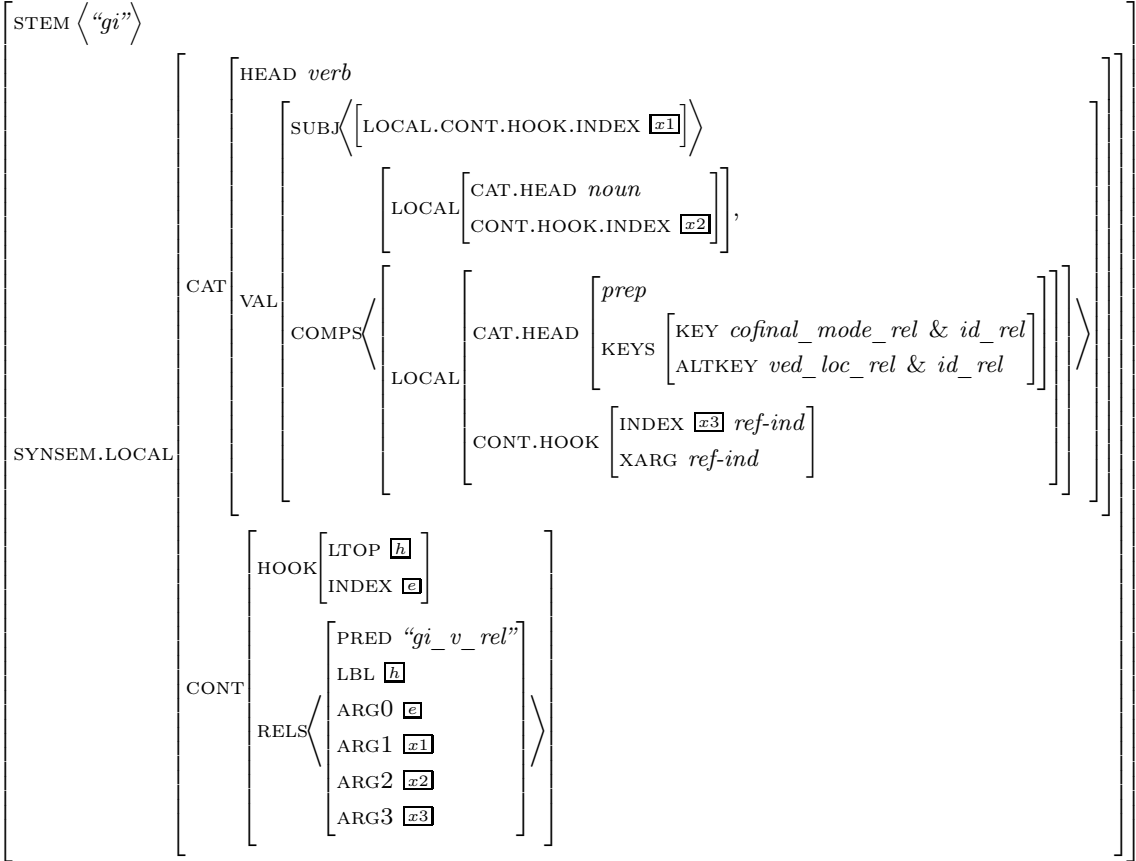 STEM ⟨“gi”⟩
HEAD verb
SUBJ⟨[LOCAL.CONT.HOOK.INDEX x1]⟩
CAT.HEAD noun
LOCAL
CONT.HOOK.INDEX x2
,
CAT
VAL
prep
COMPS
CAT.HEAD
KEY cofinal_mode_rel & id_rel
KEYS
ALTKEY ved_loc_rel & id_rel
LOCAL
INDEX x3 ref-ind
CONT.HOOK
XARG ref-ind
SYNSEM.LOCAL
LTOP h
HOOK
INDEX e
PRED “gi_v_rel”
LBL h
CONT
ARG0 e
RELS
ARG1 x1
ARG2 x2
ARG3 x3